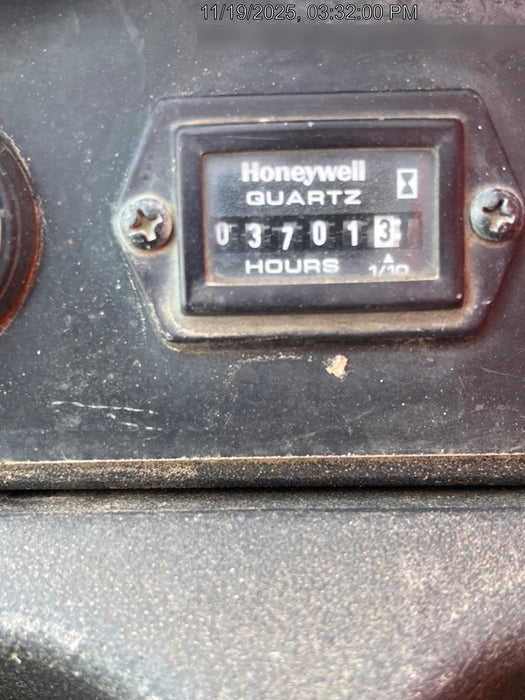 11/19/2025, 03:32:00 PM
Honeywell
QUARTZ
037013
HOURS 1/10